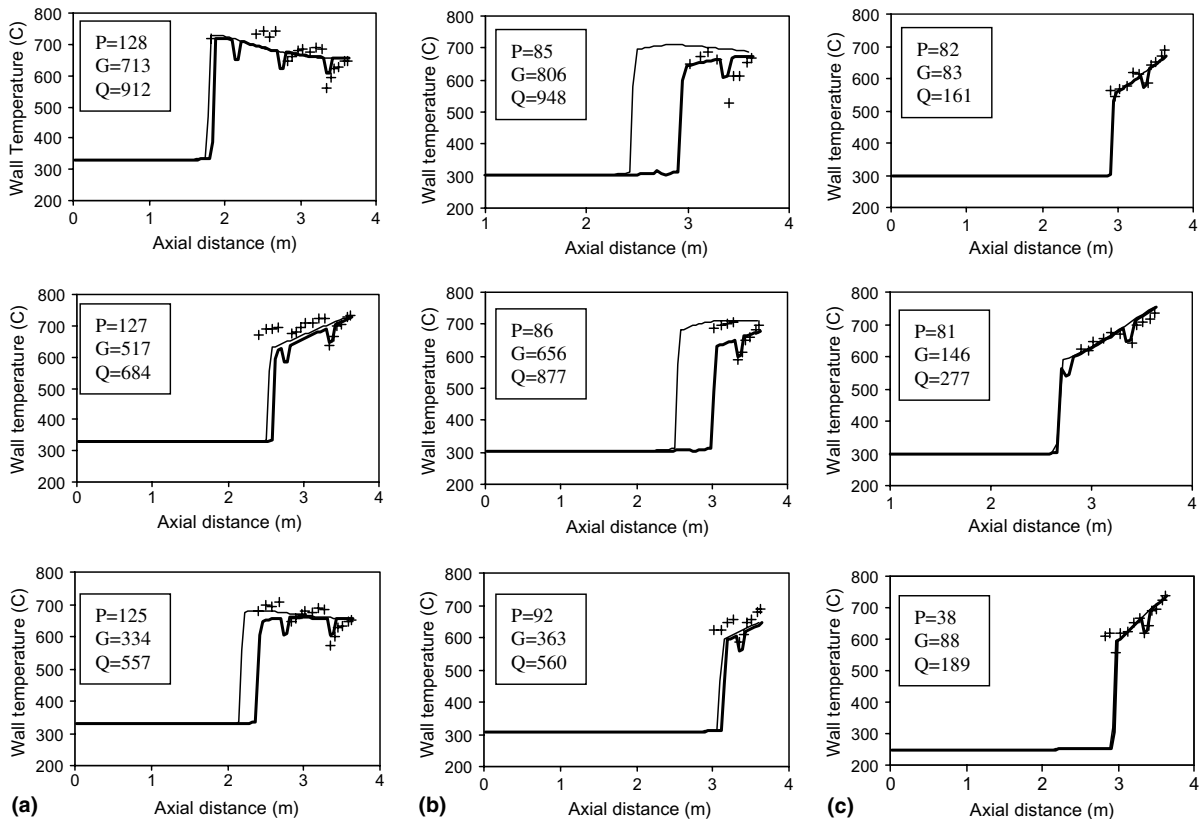 Wall Temperature (C)
800
700
600
500
400
300
200
P=128
G=713
Q=912
0 1 2 3 4
Axial distance (m)
Wall temperature (C)
800
700
600
500
400
300
200
P=85
G=806
Q=948
1 2 3 4
Axial distance (m)
Wall temperature (C)
800
700
600
500
400
300
200
P=82
G=83
Q=161
0 1 2 3 4
Axial distance (m)
Wall temperature (C)
800
700
600
500
400
300
200
P=127
G=517
Q=684
0 1 2 3 4
Axial distance (m)
Wall temperature (C)
800
700
600
500
400
300
200
P=86
G=656
Q=877
0 1 2 3 4
Axial distance (m)
Wall temperature (C)
800
700
600
500
400
300
200
P=81
G=146
Q=277
1 2 3 4
Axial distance (m)
Wall temperature (C)
800
700
600
500
400
300
200
P=125
G=334
Q=557
0 1 2 3 4
(a) Axial distance (m)
Wall temperature (C)
800
700
600
500
400
300
200
P=92
G=363
Q=560
0 1 2 3 4
(b) Axial distance (m)
Wall temperature (C)
800
700
600
500
400
300
200
P=38
G=88
Q=189
0 1 2 3 4
(c) Axial distance (m)